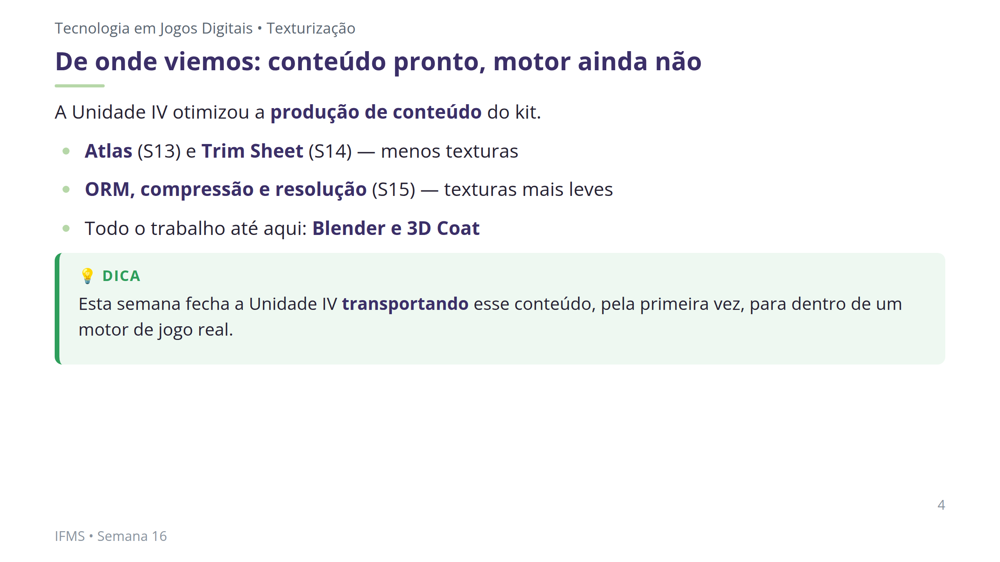 Tecnologia em Jogos Digitais • Texturização
De onde viemos: conteúdo pronto, motor ainda não
A Unidade IV otimizou a produção de conteúdo do kit.
Atlas (S13) e Trim Sheet (S14) — menos texturas
ORM, compressão e resolução (S15) — texturas mais leves
Todo o trabalho até aqui: Blender e 3D Coat
💡 DICA
Esta semana fecha a Unidade IV transportando esse conteúdo, pela primeira vez, para dentro de um
motor de jogo real.
4
IFMS • Semana 16